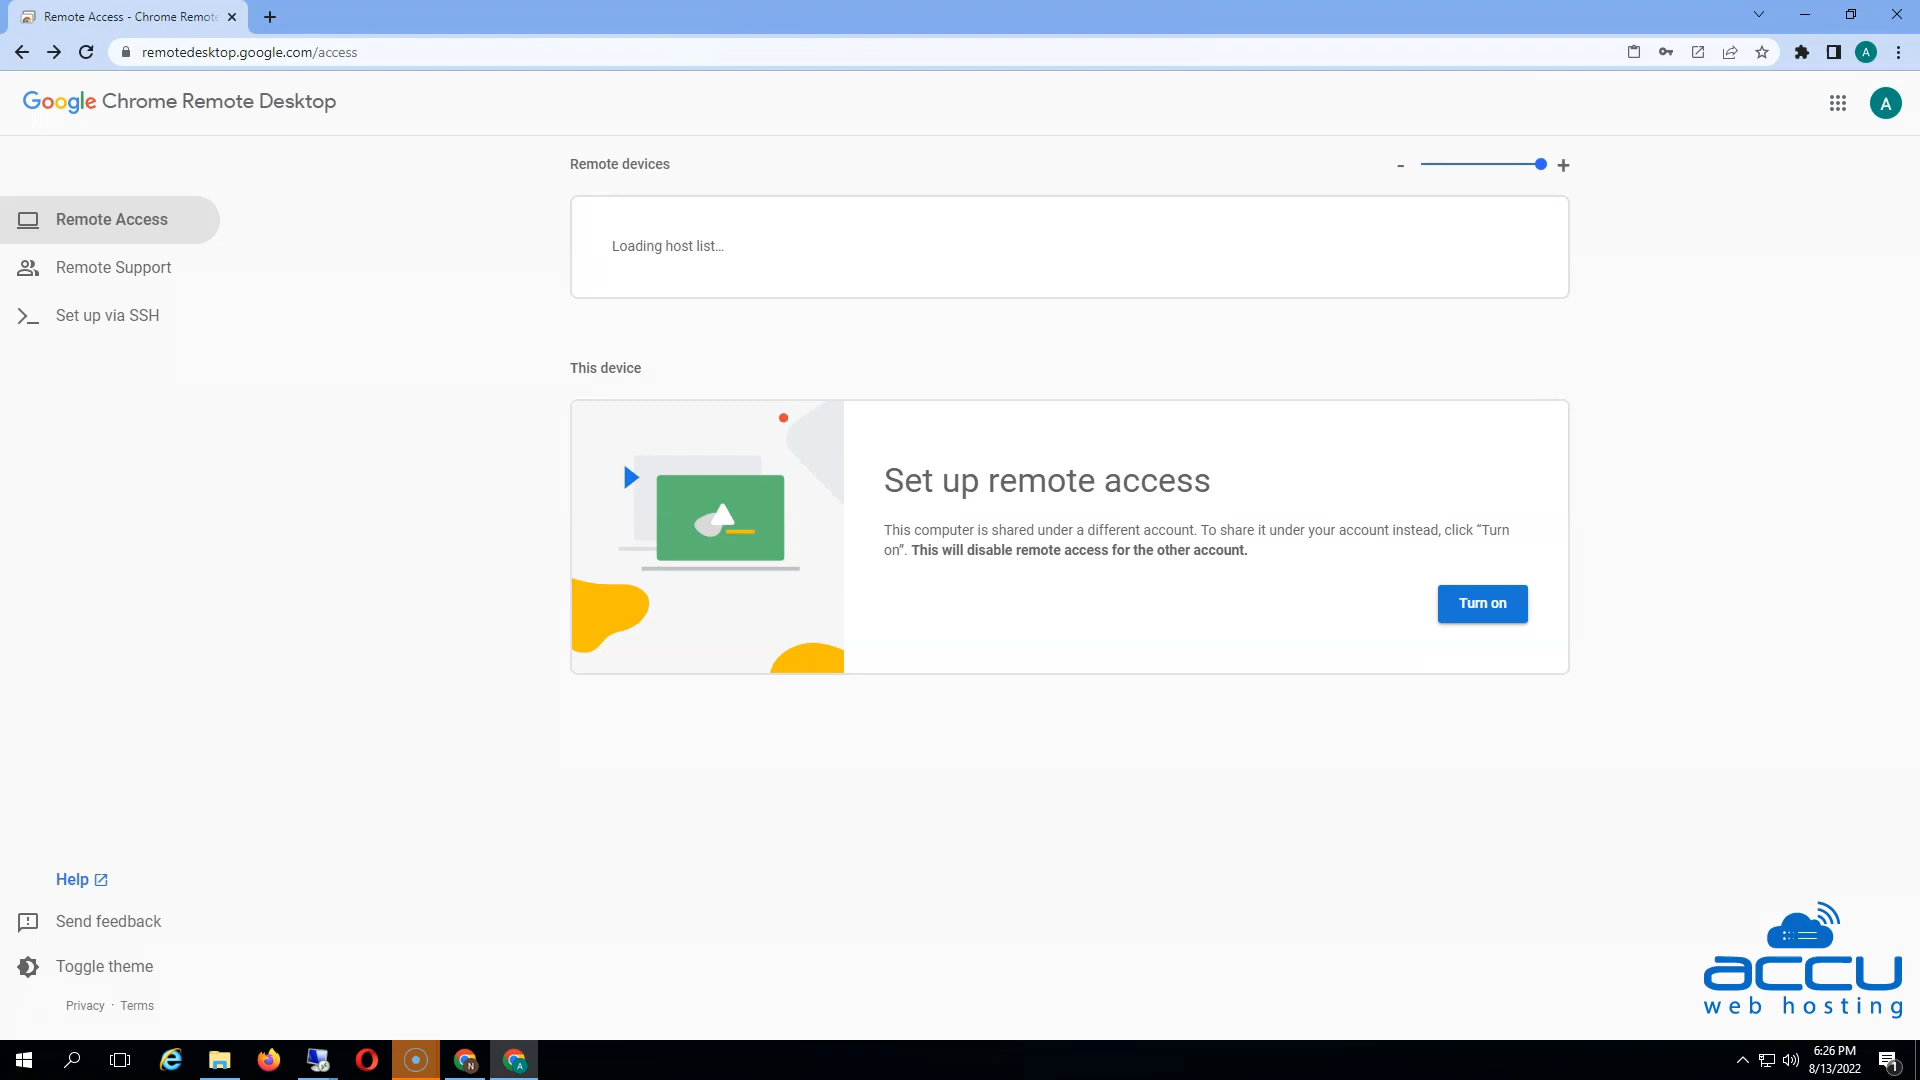 Remote Access - Chrome Remote
remotedesktop.google.com/access
A
Google Chrome Remote Desktop
A
Remote devices
-
+
Remote Access
Loading host list...
Remote Support
Set up via SSH
This device
Set up remote access
This computer is shared under a different account. To share it under your account instead, click “Turn
on”. This will disable remote access for the other account.
Turn on
Help
Send feedback
Toggle theme
Privacy · Terms
accu
web hosting
N
A
6:26 PM
8/13/2022
1